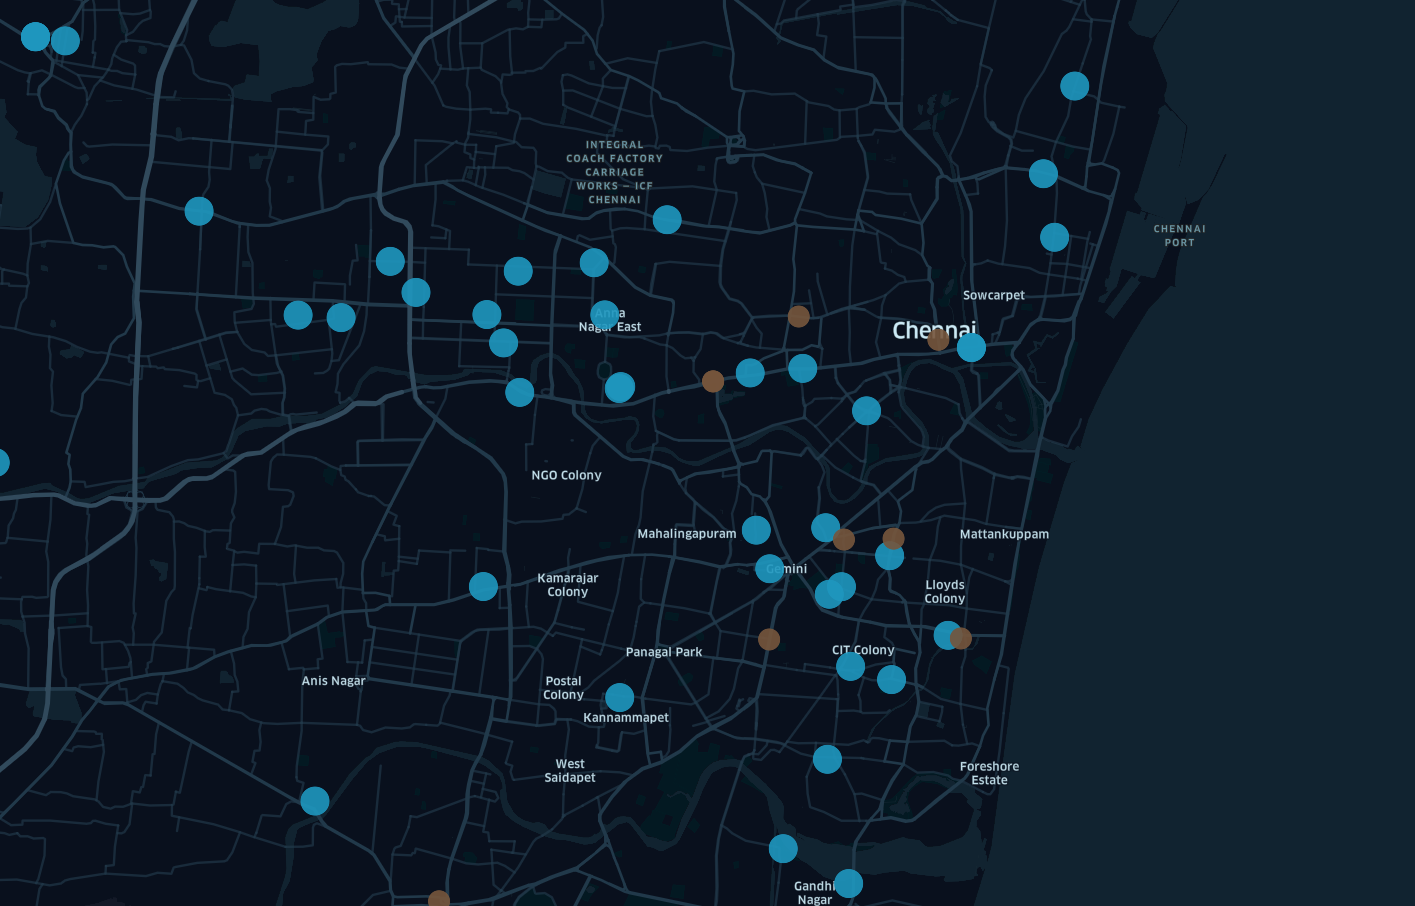 INTEGRAL
COACH FACTORY
CARRIAGE
WORKS – ICF
CHENNAI
CHENNAI
PORT
Sowcarpet
Anna
Nagar East
Chennai
NGO Colony
Mahalingapuram
Mattankuppam
Gemini
Kamarajar
Colony
Lloyds
Colony
Panagal Park
CIT Colony
Anis Nagar
Postal
Colony
Kannammapet
West
Saidapet
Foreshore
Estate
Gandhi
Nagar